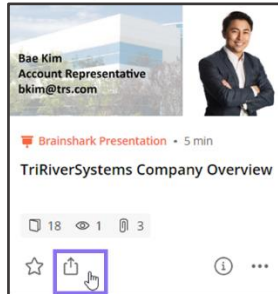 Bae Kim
Account Representative
bkim@trs.com
Brainshark Presentation • 5 min
TriRiverSystems Company Overview
18 1 3